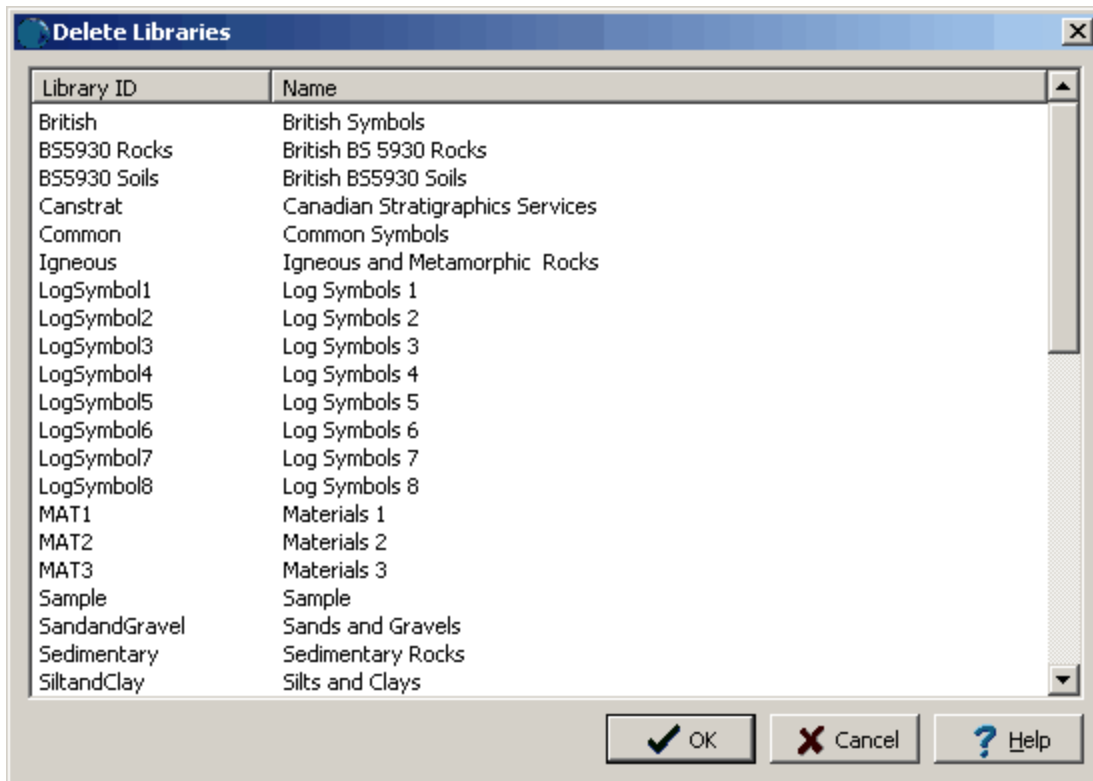 Delete Libraries
Library ID Name
British British Symbols
BS5930 Rocks British BS 5930 Rocks
BS5930 Soils British BS5930 Soils
Canstrat Canadian Stratigraphics Services
Common Common Symbols
Igneous Igneous and Metamorphic  Rocks
LogSymbol1 Log Symbols 1
LogSymbol2 Log Symbols 2
LogSymbol3 Log Symbols 3
LogSymbol4 Log Symbols 4
LogSymbol5 Log Symbols 5
LogSymbol6 Log Symbols 6
LogSymbol7 Log Symbols 7
LogSymbol8 Log Symbols 8
MAT1 Materials 1
MAT2 Materials 2
MAT3 Materials 3
Sample Sample
SandandGravel Sands and Gravels
Sedimentary Sedimentary Rocks
SiltandClay Silts and Clays
OK Cancel Help